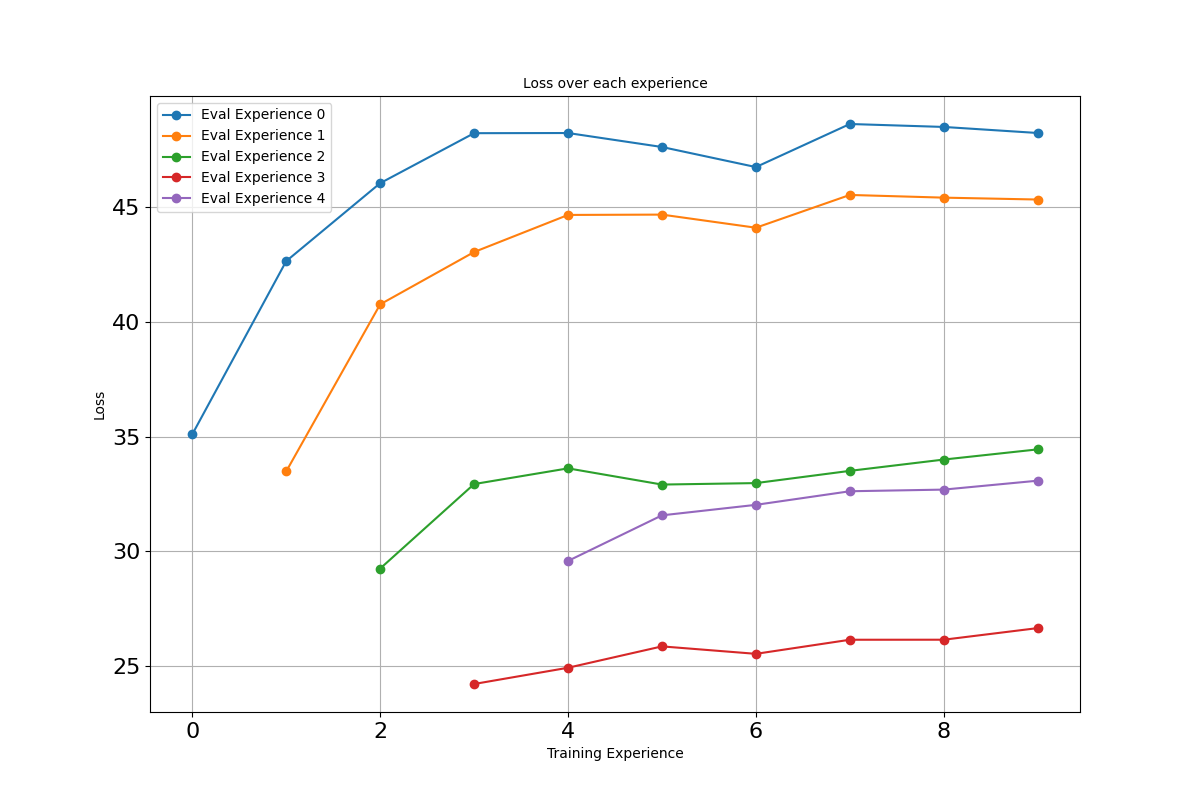 Loss over each experience
Eval Experience 0
Eval Experience 1
Eval Experience 2
Eval Experience 3
Eval Experience 4
45
40
35
30
25
Loss
0 2 4 6 8
Training Experience